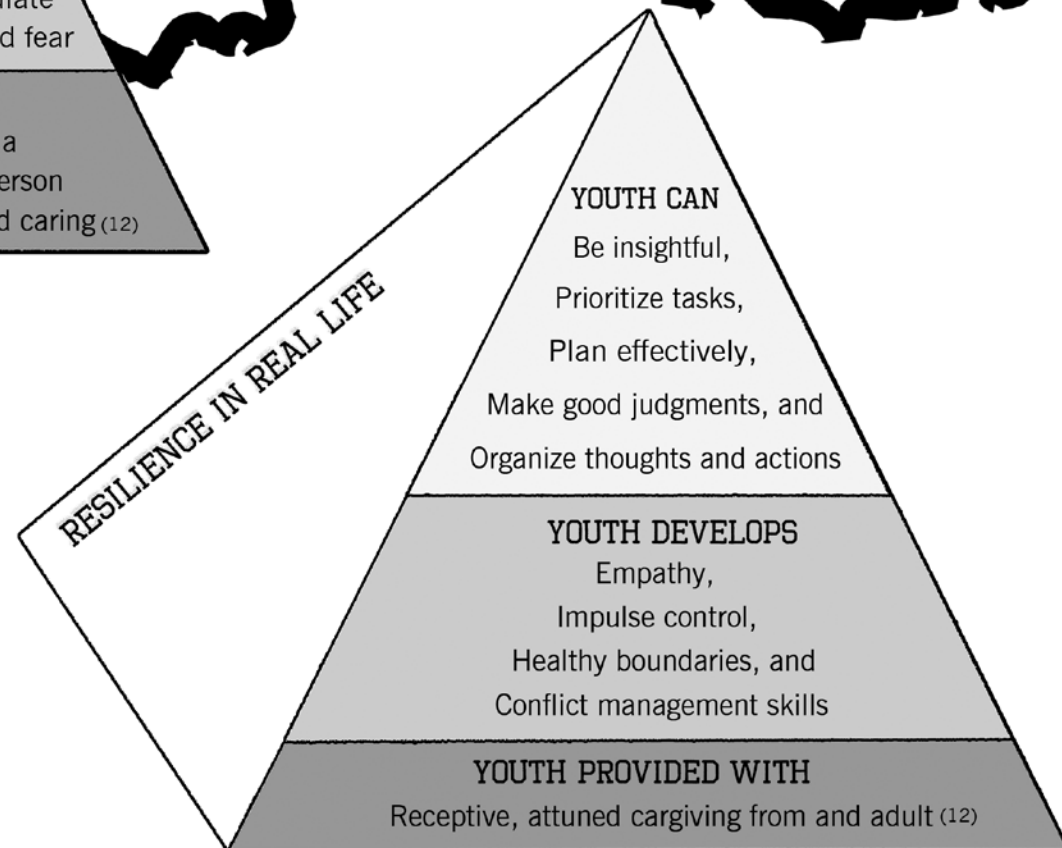 d fear
a
erson
d caring (12)
RESILIENCE IN REAL LIFE
YOUTH CAN
Be insightful,
Prioritize tasks,
Plan effectively,
Make good judgments, and
Organize thoughts and actions
YOUTH DEVELOPS
Empathy,
Impulse control,
Healthy boundaries, and
Conflict management skills
YOUTH PROVIDED WITH
Receptive, attuned cargiving from and adult (12)